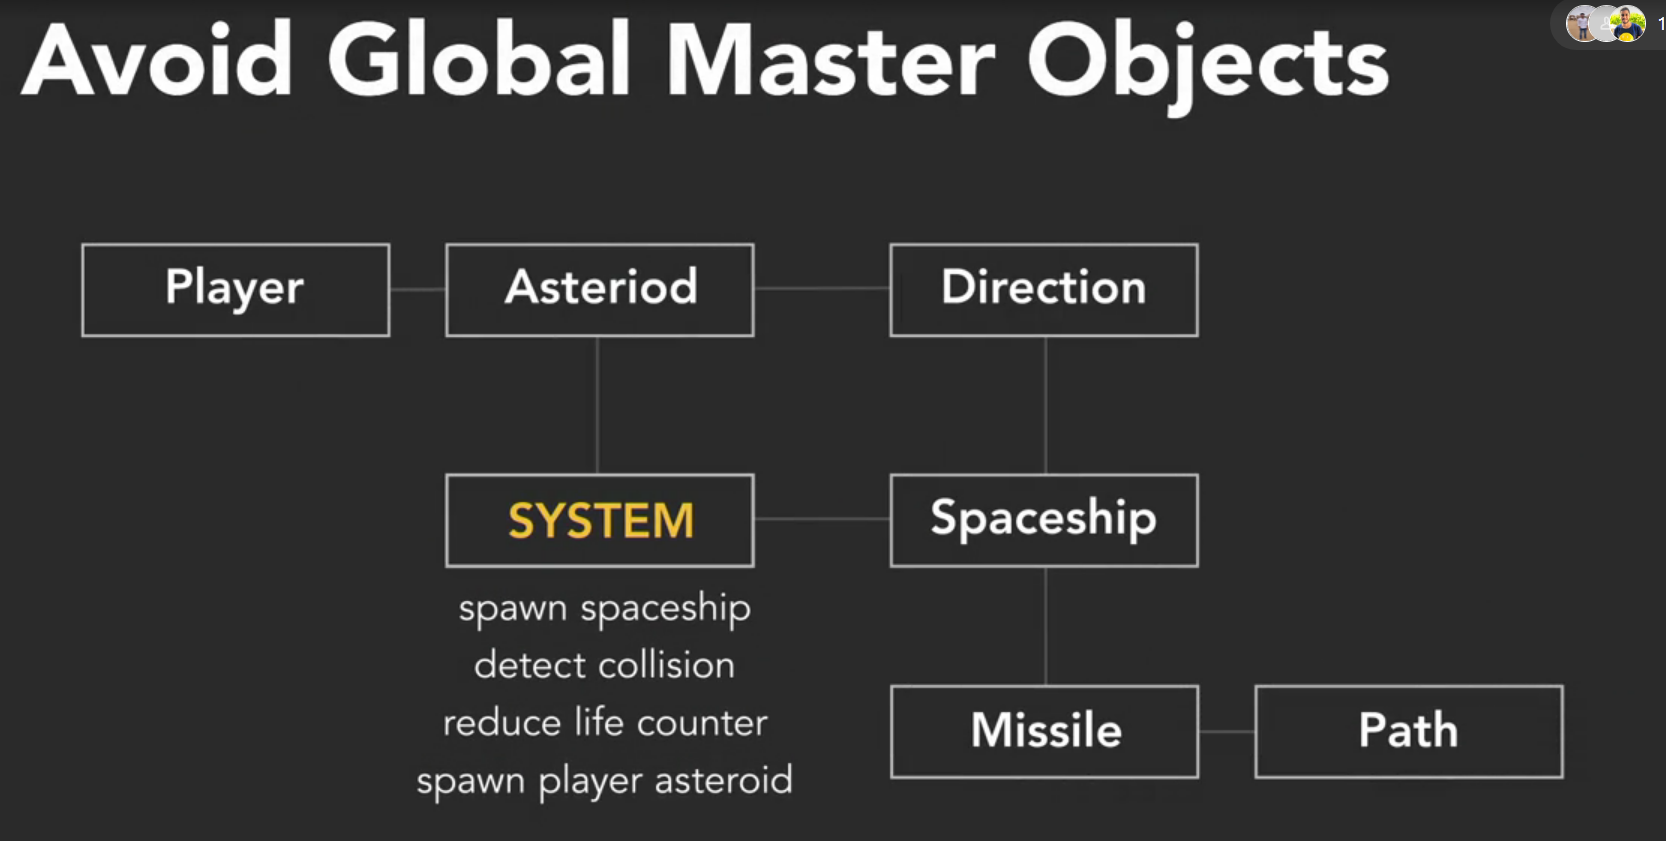 Avoid Global Master Objects
1
Player
Asteriod
Direction
SYSTEM
Spaceship
spawn spaceship
detect collision
reduce life counter
spawn player asteroid
Missile
Path